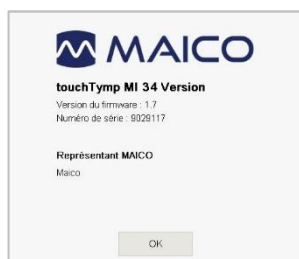 MAICO
touchTymp MI 34 Version
Version du firmware : 1.7
Numéro de série : 9029117
Représentant MAICO
Maico
OK